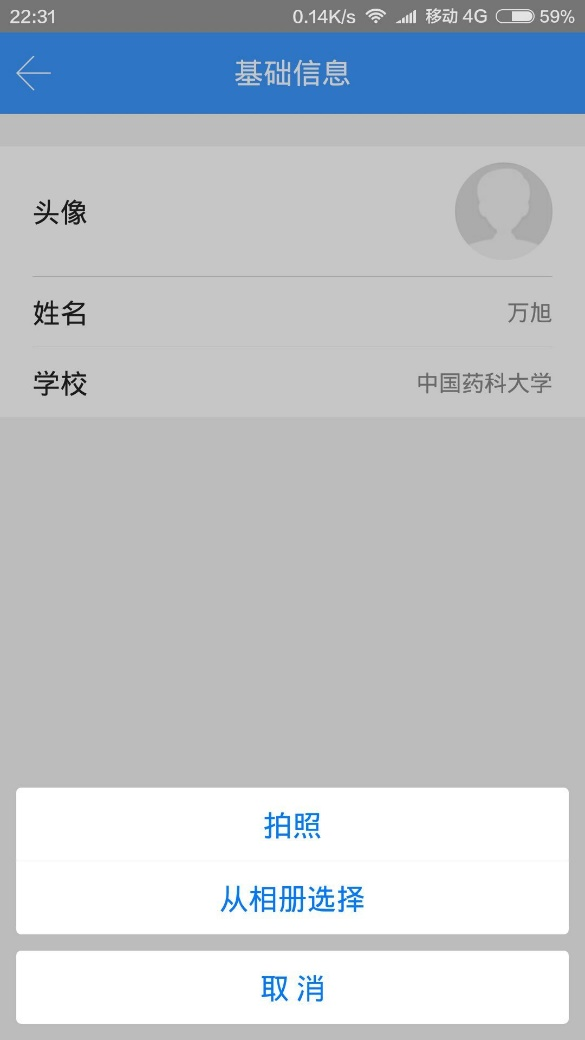 22:31 0.14K/s 移动 4G 59%
基础信息
头像
姓名 万旭
学校 中国药科大学
拍照
从相册选择
取 消